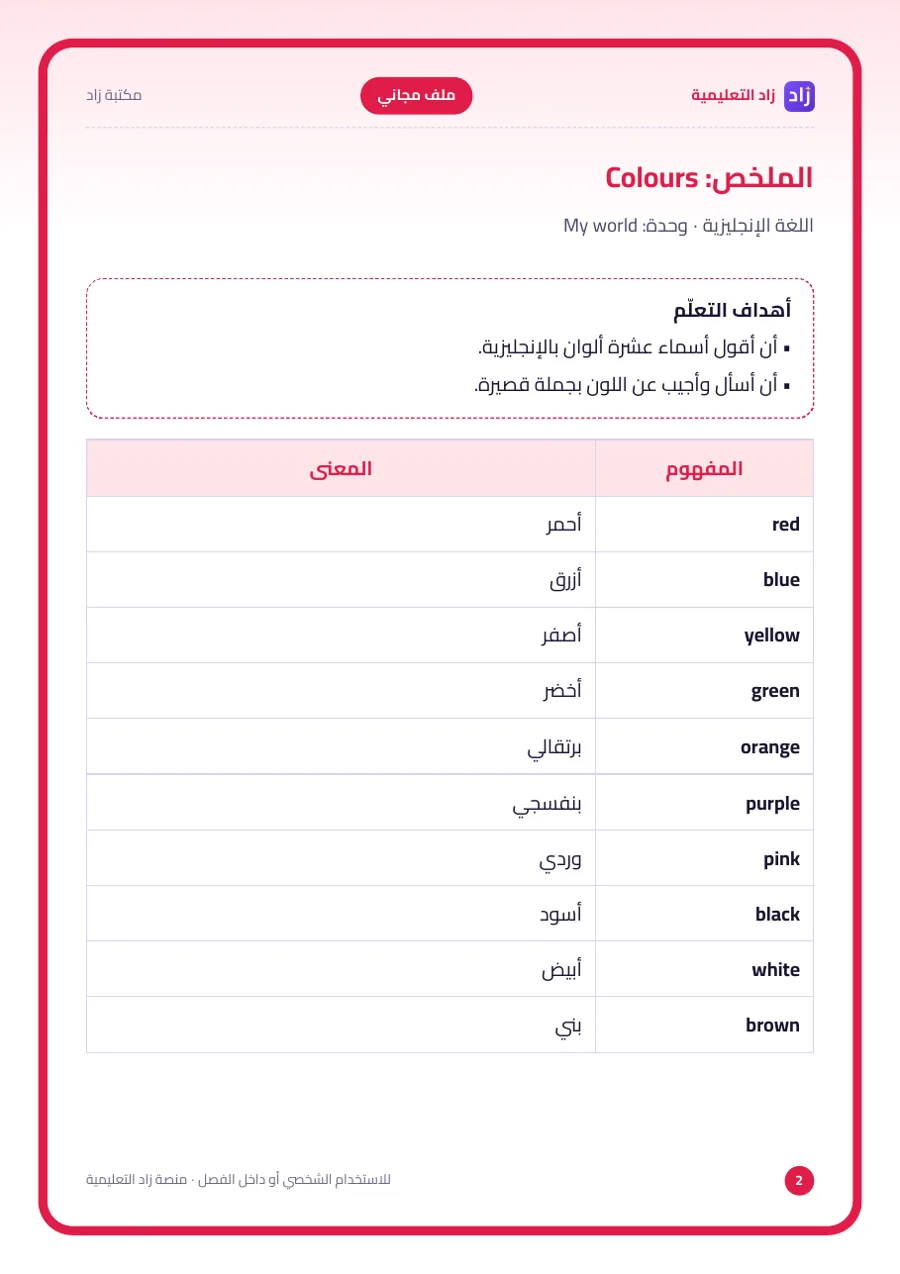 زاد
زاد التعليمية
ملف مجاني
مكتبة زاد
الملخص: Colours
اللغة الإنجليزية · وحدة: My world
أهداف التعلّم
▪ أن أقول أسماء عشرة ألوان بالإنجليزية.
▪ أن أسأل وأجيب عن اللون بجملة قصيرة.
المفهوم المعنى
red أحمر
blue أزرق
yellow أصفر
green أخضر
orange برتقالي
purple بنفسجي
pink وردي
black أسود
white أبيض
brown بني
2
للاستخدام الشخصي أو داخل الفصل · منصة زاد التعليمية